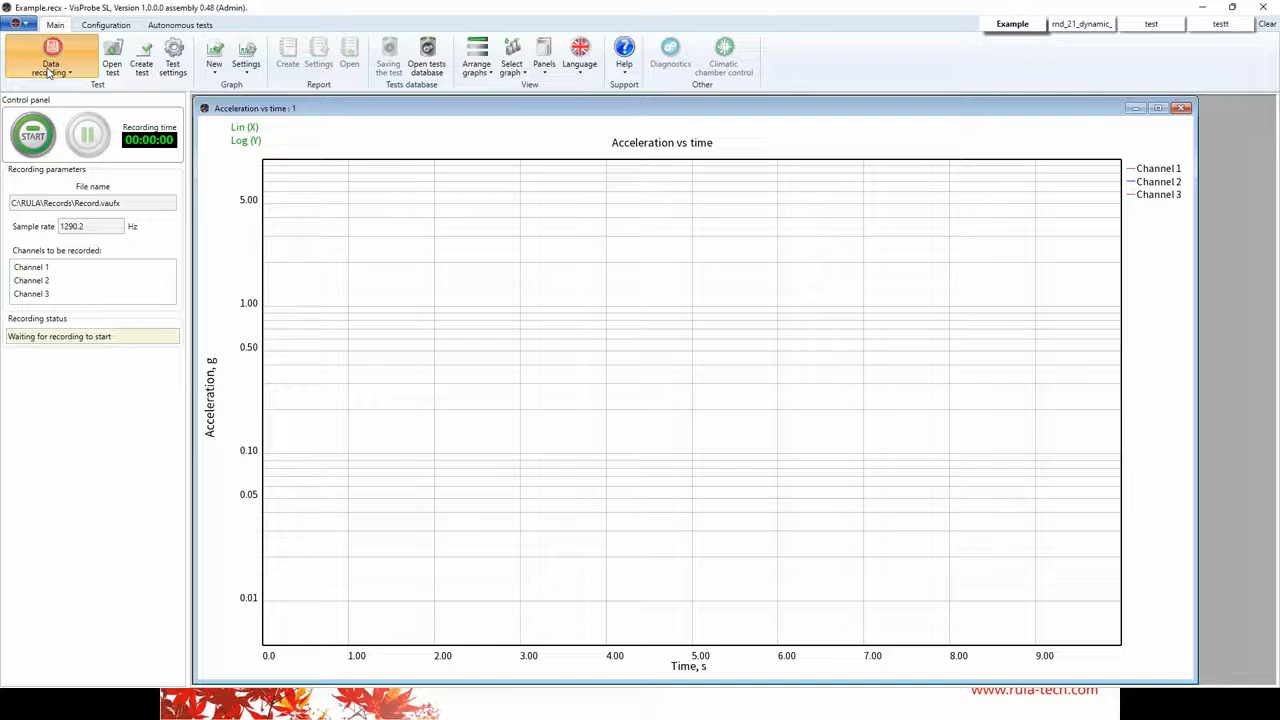 Example.recx - VisProbe SL, Version 1.0.0.0 assembly 0.48 (Admin).
Main Configuration Autonomous tests
Example rnd_21_dynamic_ test testt Clear
Data recording
Open test
Create test
Test settings
New
Settings
Create
Settings
Open
Saving the test
Open tests database
Arrange graphs
Select graph
Panels
Language
Help
Diagnostics
Climatic chamber control
Test Graph Report Tests database View Support Other
Control panel
START
Recording time
00:00:00
Recording parameters
File name
C:\RULA\Records\Record.vaufx
Sample rate 1290.2 Hz
Channels to be recorded:
Channel 1
Channel 2
Channel 3
Recording status
Waiting for recording to start
Acceleration vs time : 1
Lin (X)
Log (Y)
Acceleration vs time
Channel 1
Channel 2
Channel 3
5.00
1.00
0.50
0.10
0.05
0.01
Acceleration, g
0.0 1.00 2.00 3.00 4.00 5.00 6.00 7.00 8.00 9.00
Time, s
www.rula-tech.com